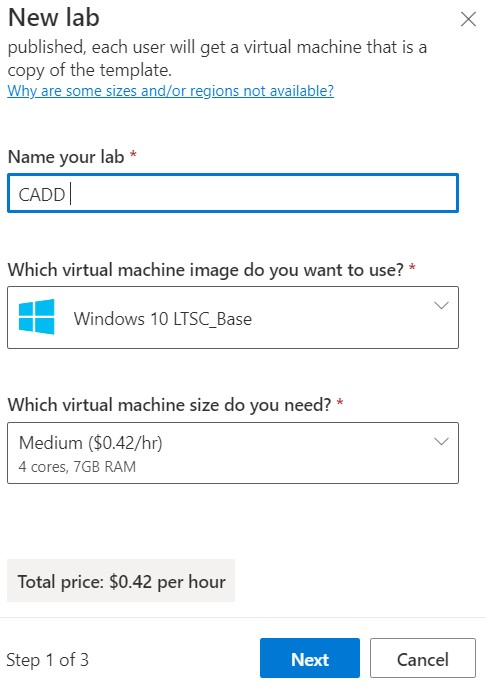 New lab
published, each user will get a virtual machine that is a
copy of the template.
Why are some sizes and/or regions not available?
Name your lab *
CADD
Which virtual machine image do you want to use? *
Windows 10 LTSC_Base
Which virtual machine size do you need? *
Medium ($0.42/hr)
4 cores, 7GB RAM
Total price: $0.42 per hour
Step 1 of 3
Next
Cancel